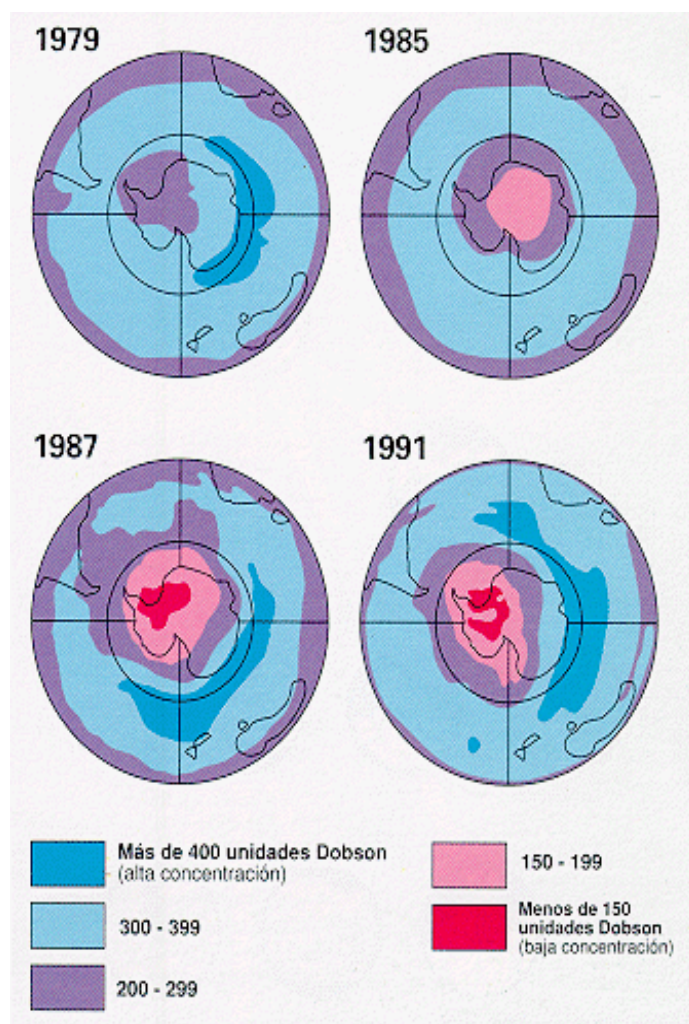 1979
1985
1987
1991
Más de 400 unidades Dobson
(alta concentración)
300 - 399
200 - 299
150 - 199
Menos de 150
unidades Dobson
(baja concentración)